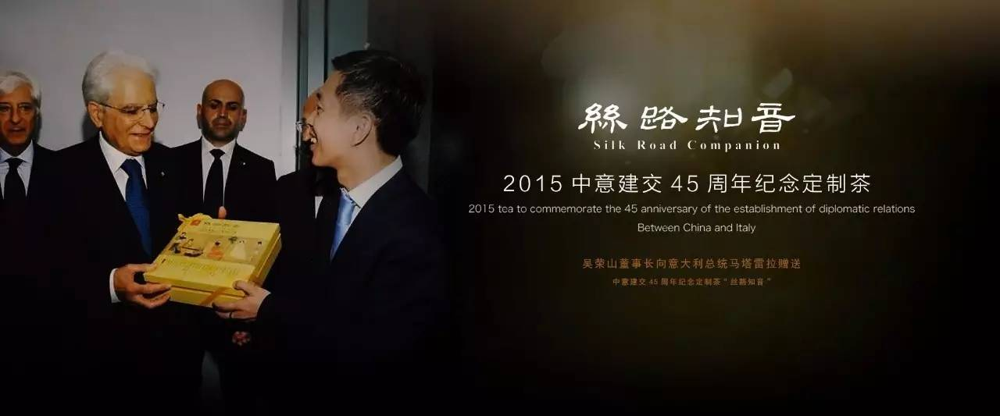 絲路知音
Silk Road Companion
2015 中意建交 45 周年纪念定制茶
2015 tea to commemorate the 45 anniversary of the establishment of diplomatic relations
Between China and Italy
吴荣山董事长向意大利总统马塔雷拉赠送
中意建交 45 周年纪念定制茶“丝路知音”